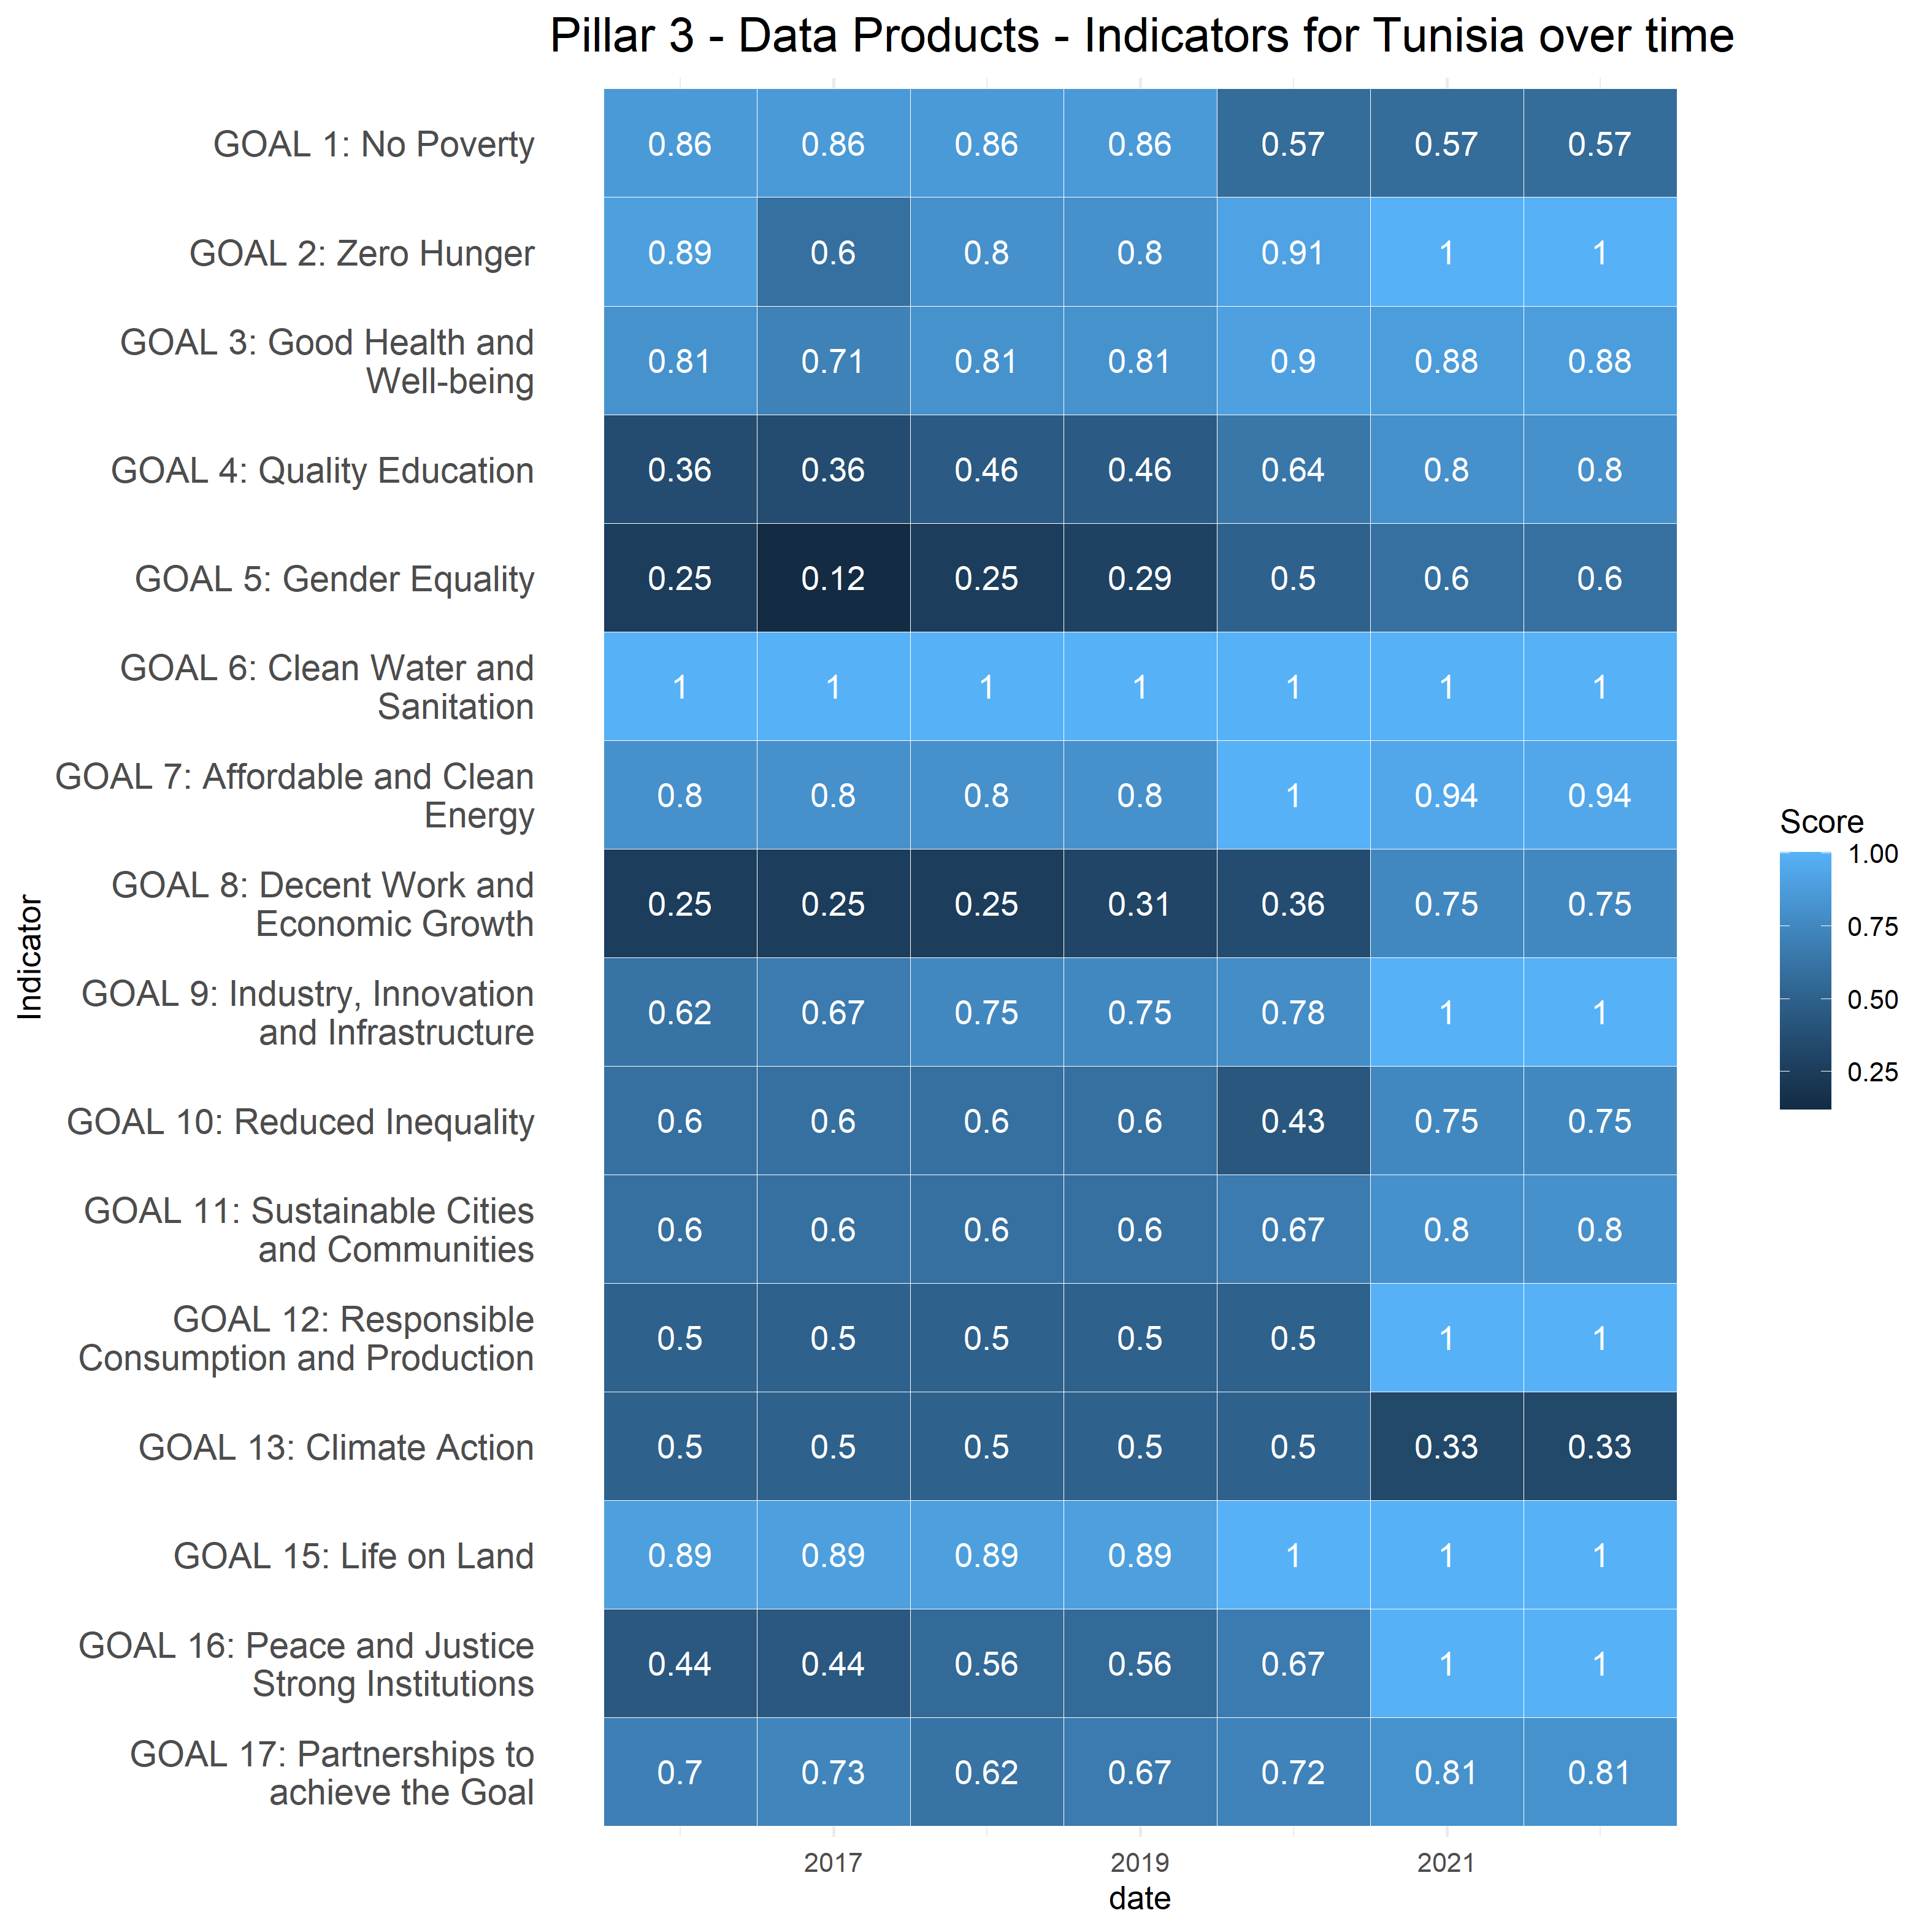 Pillar 3 - Data Products - Indicators for Tunisia over time
GOAL 1: No Poverty
0.86 0.86 0.86 0.86 0.57 0.57 0.57
GOAL 2: Zero Hunger
0.89 0.6 0.8 0.8 0.91 1 1
GOAL 3: Good Health and
Well-being
0.81 0.71 0.81 0.81 0.9 0.88 0.88
GOAL 4: Quality Education
0.36 0.36 0.46 0.46 0.64 0.8 0.8
GOAL 5: Gender Equality
0.25 0.12 0.25 0.29 0.5 0.6 0.6
GOAL 6: Clean Water and
Sanitation
1 1 1 1 1 1 1
GOAL 7: Affordable and Clean
Energy
0.8 0.8 0.8 0.8 1 0.94 0.94
GOAL 8: Decent Work and
Economic Growth
0.25 0.25 0.25 0.31 0.36 0.75 0.75
GOAL 9: Industry, Innovation
and Infrastructure
0.62 0.67 0.75 0.75 0.78 1 1
GOAL 10: Reduced Inequality
0.6 0.6 0.6 0.6 0.43 0.75 0.75
GOAL 11: Sustainable Cities
and Communities
0.6 0.6 0.6 0.6 0.67 0.8 0.8
GOAL 12: Responsible
Consumption and Production
0.5 0.5 0.5 0.5 0.5 1 1
GOAL 13: Climate Action
0.5 0.5 0.5 0.5 0.5 0.33 0.33
GOAL 15: Life on Land
0.89 0.89 0.89 0.89 1 1 1
GOAL 16: Peace and Justice
Strong Institutions
0.44 0.44 0.56 0.56 0.67 1 1
GOAL 17: Partnerships to
achieve the Goal
0.7 0.73 0.62 0.67 0.72 0.81 0.81
2017 2019 2021
date
Indicator
Score
1.00
0.75
0.50
0.25